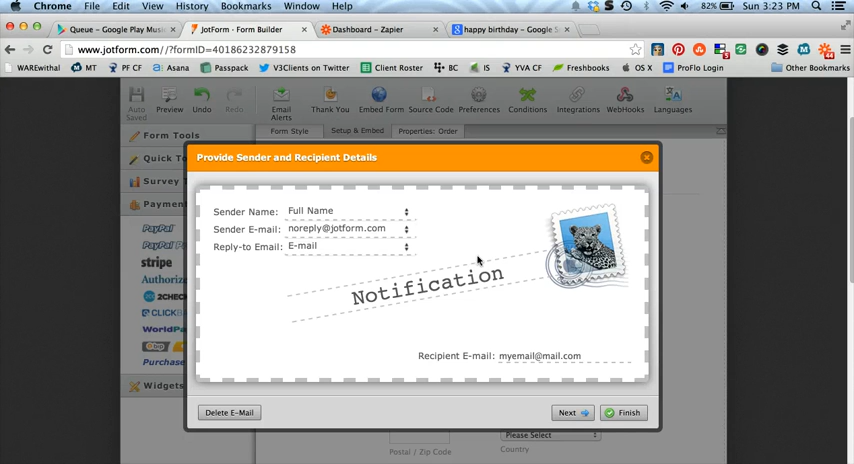 Chrome File Edit View History Bookmarks Window Help 82% Sun 3:23 PM
Queue – Google Play Musi JotForm · Form Builder Dashboard – Zapier happy birthday – Google S
www.jotform.com//?formID=40186232879158
WAREwithal MT PF CF Asana Passpack V3Clients on Twitter Client Roster BC IS YVA CF Freshbooks OS X ProFlo Login Other Bookmarks
Auto Saved Preview Undo Redo Email Alerts Thank You Embed Form Source Code Preferences Conditions Integrations WebHooks Languages
Form Tools Form Style Setup & Embed Properties: Order
Quick To
Survey T
Payment
PayPal
PayPal
stripe
Authoriz
2CHECK
CLICKB
WorldP
Purchase
Widgets
Provide Sender and Recipient Details
Sender Name: Full Name
Sender E-mail: noreply@jotform.com
Reply-to Email: E-mail
Notification
Recipient E-mail: myemail@mail.com
Delete E-Mail Next Finish
Please Select
Postal / Zip Code Country